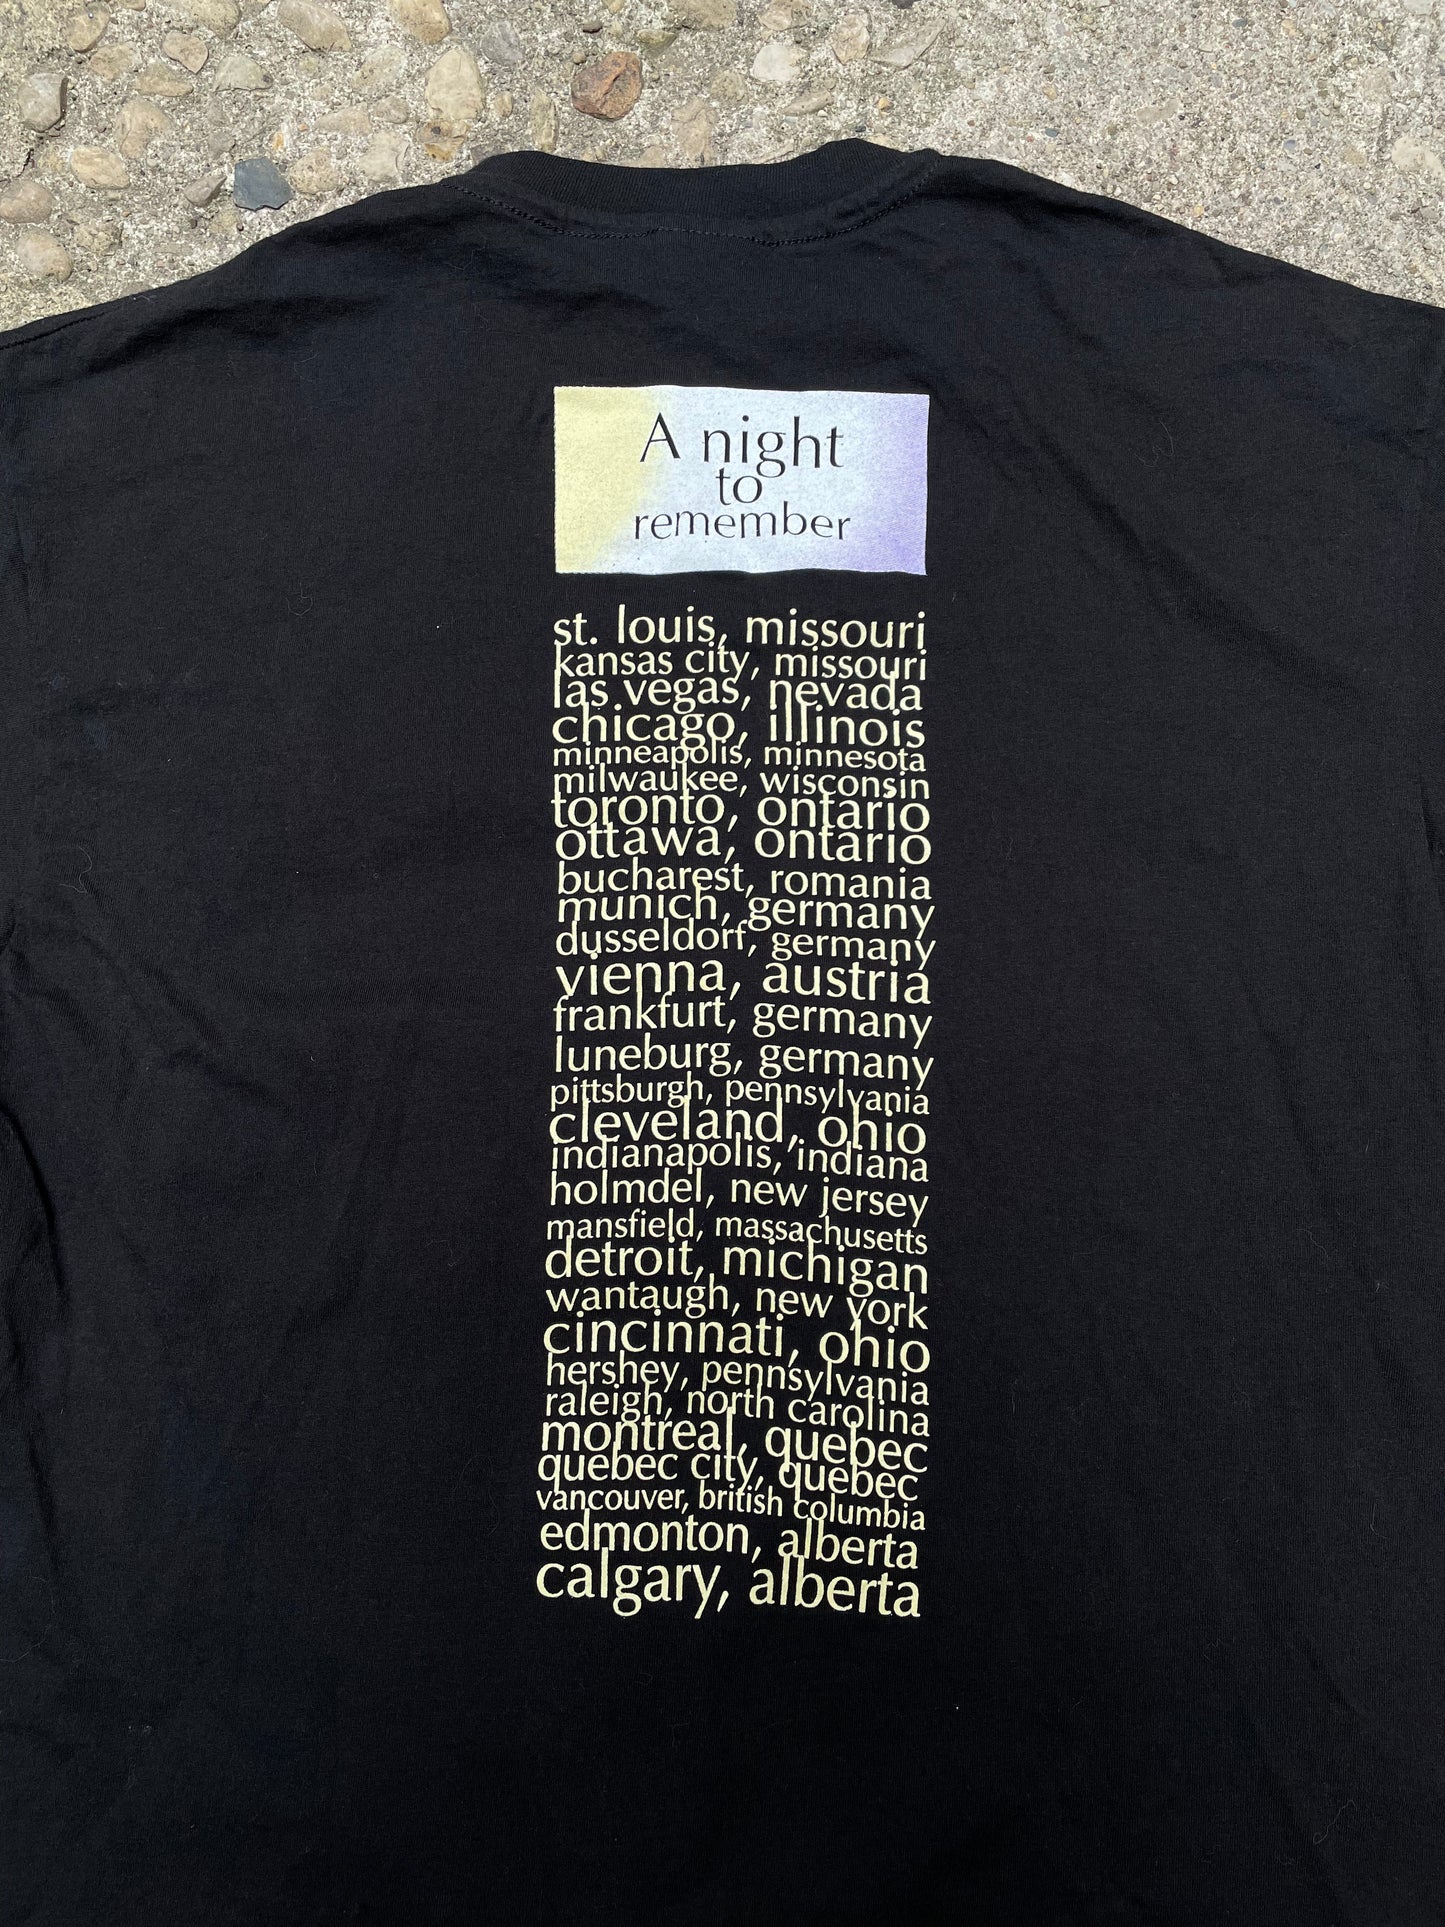 A night
to
remember
st. louis, missouri
kansas city, missouri
las vegas, nevada
chicago, illinois
minneapolis, minnesota
milwaukee, wisconsin
toronto, ontario
ottawa, ontario
bucharest, romania
munich, germany
dusseldorf, germany
vienna, austria
frankfurt, germany
luneburg, germany
pittsburgh, pennsylvania
cleveland, ohio
indianapolis, indiana
holmdel, new jersey
mansfield, massachusetts
detroit, michigan
wantaugh, new york
cincinnati, ohio
hershey, pennsylvania
raleigh, north carolina
montreal, quebec
quebec city, quebec
vancouver, british columbia
edmonton, alberta
calgary, alberta